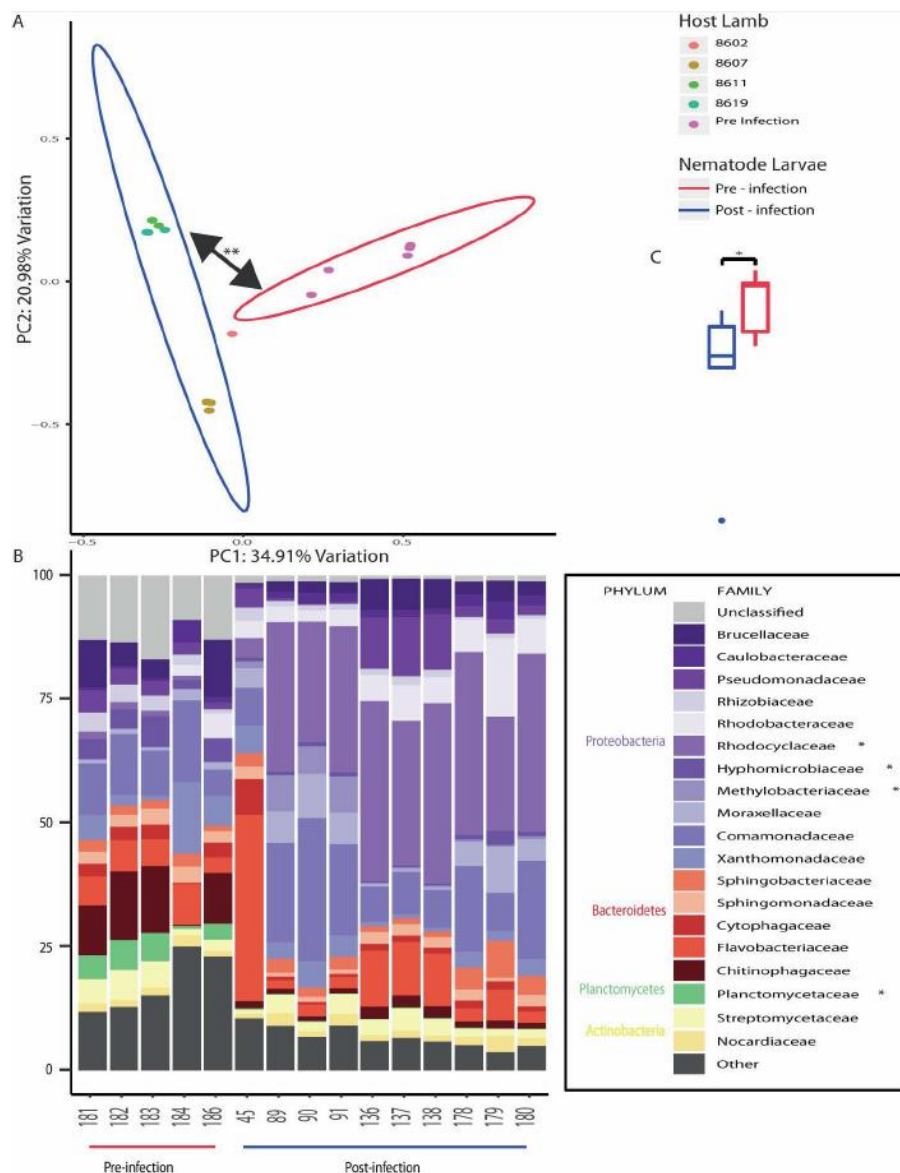 A
Host Lamb
8602
8607
8611
8619
Pre Infection
Nematode Larvae
Pre - infection
Post - infection
C
*
0.5
**
0.0
PC2: 20.98% Variation
-0.5
-0.5
0.0
0.5
PC1: 34.91% Variation
B
100
75
50
25
0
181
182
183
184
186
45
89
90
91
136
137
138
178
179
180
Pre-infection
Post-infection
PHYLUM FAMILY
Unclassified
Brucellaceae
Caulobacteraceae
Pseudomonadaceae
Rhizobiaceae
Rhodobacteraceae
Proteobacteria
Rhodocyclaceae *
Hyphomicrobiaceae *
Methylobacteriaceae *
Moraxellaceae
Comamonadaceae
Xanthomonadaceae
Sphingobacteriaceae
Bacteroidetes
Sphingomonadaceae
Cytophagaceae
Flavobacteriaceae
Chitinophagaceae
Planctomycetes
Planctomycetaceae *
Streptomycetaceae
Actinobacteria
Nocardiaceae
Other